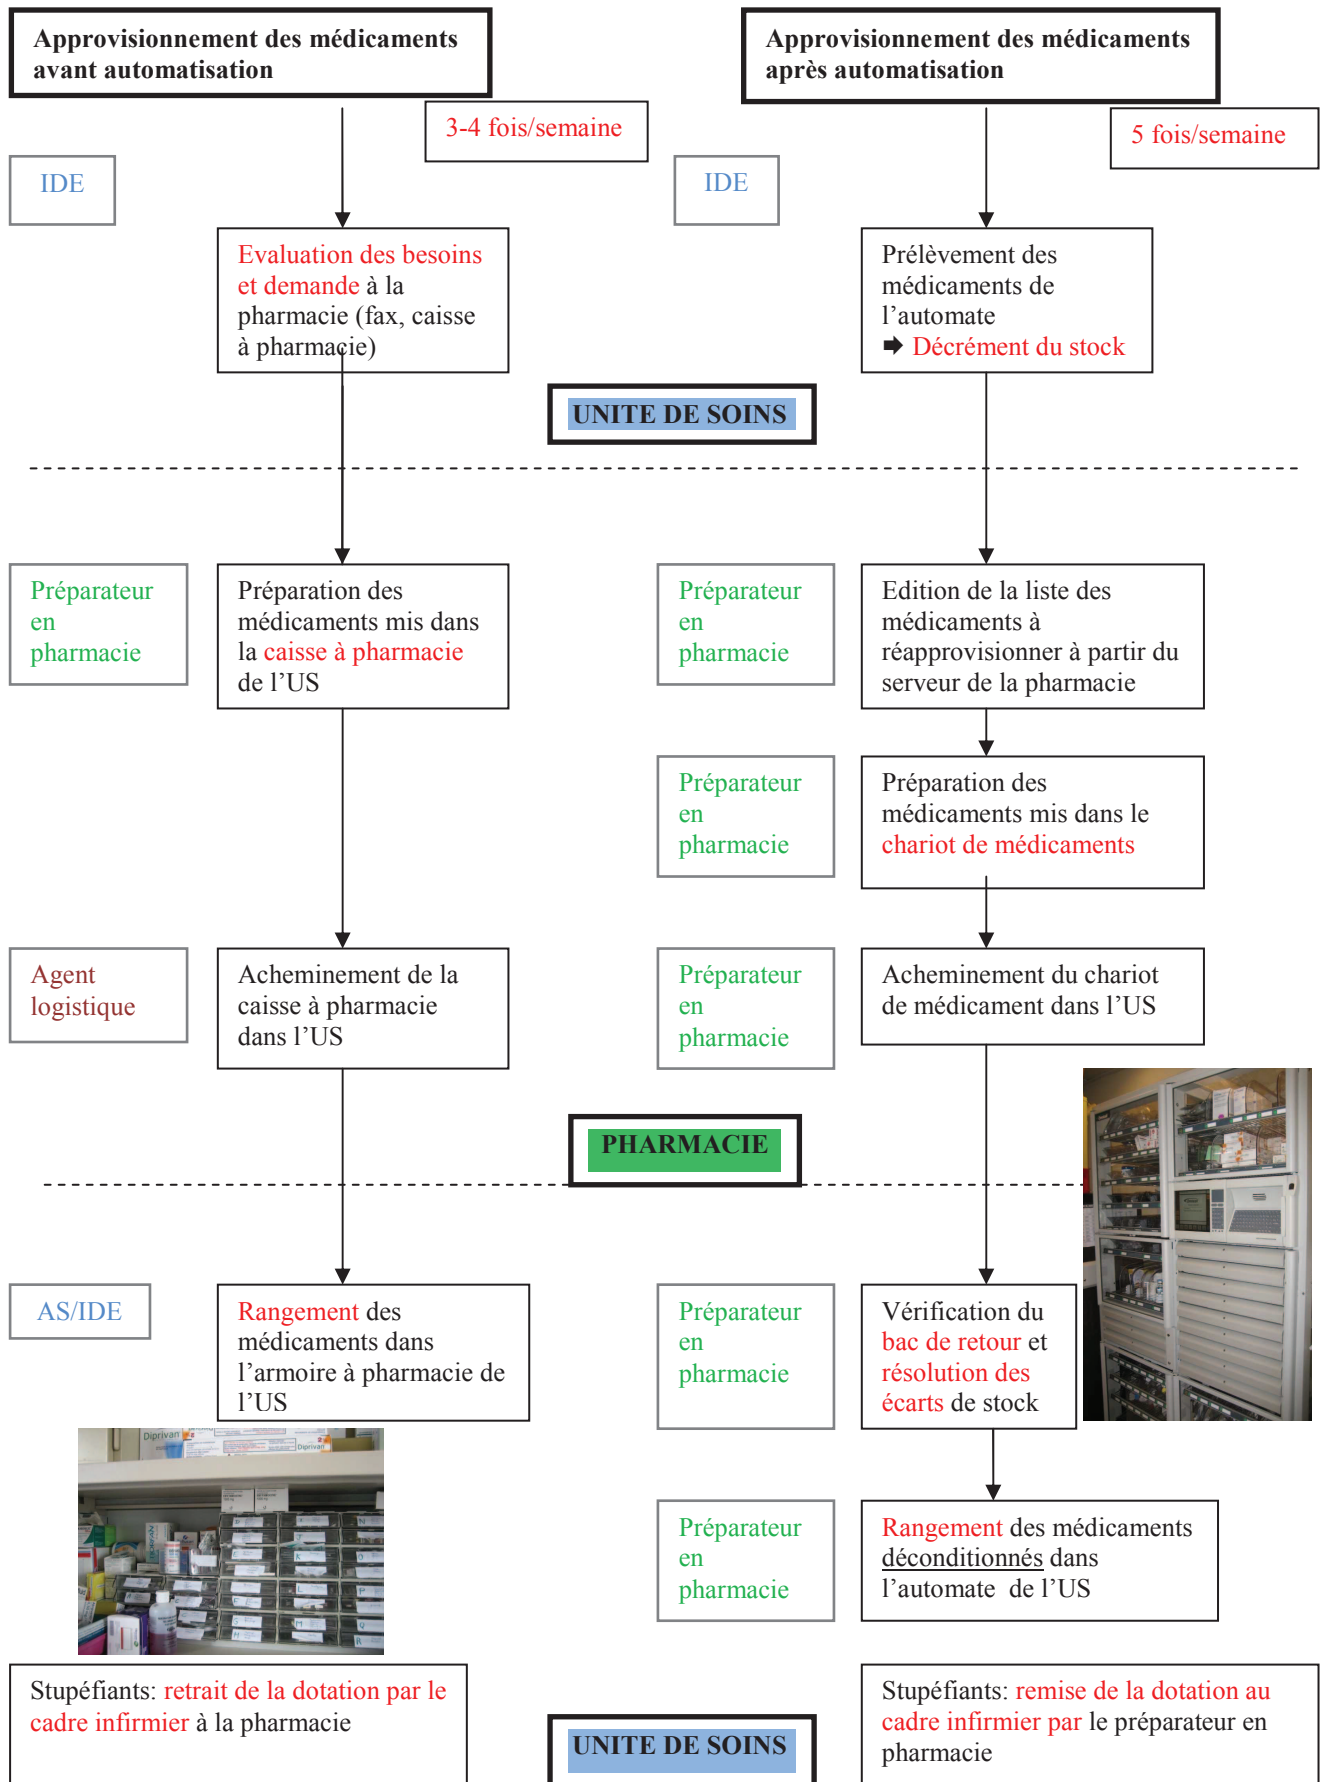 Approvisionnement des médicaments
avant automatisation
3-4 fois/semaine
IDE
Evaluation des besoins
et demande à la
pharmacie (fax, caisse
à pharmacie)
Approvisionnement des médicaments
après automatisation
5 fois/semaine
IDE
Prélèvement des
médicaments de
l’automate
➨ Décrément du stock
UNITE DE SOINS
Préparateur
en
pharmacie
Préparation des
médicaments mis dans
la caisse à pharmacie
de l’US
Préparateur
en
pharmacie
Edition de la liste des
médicaments à
réapprovisionner à partir du
serveur de la pharmacie
Préparateur
en
pharmacie
Préparation des
médicaments mis dans le
chariot de médicaments
Agent
logistique
Acheminement de la
caisse à pharmacie
dans l’US
Préparateur
en
pharmacie
Acheminement du chariot
de médicament dans l’US
PHARMACIE
AS/IDE
Rangement des
médicaments dans
l’armoire à pharmacie de
l’US
Préparateur
en
pharmacie
Vérification du
bac de retour et
résolution des
écarts de stock
Diprivan
Diprivan
Préparateur
en
pharmacie
Rangement des médicaments
déconditionnés dans
l’automate de l’US
Stupéfiants: retrait de la dotation par le
cadre infirmier à la pharmacie
Stupéfiants: remise de la dotation au
cadre infirmier par le préparateur en
pharmacie
UNITE DE SOINS